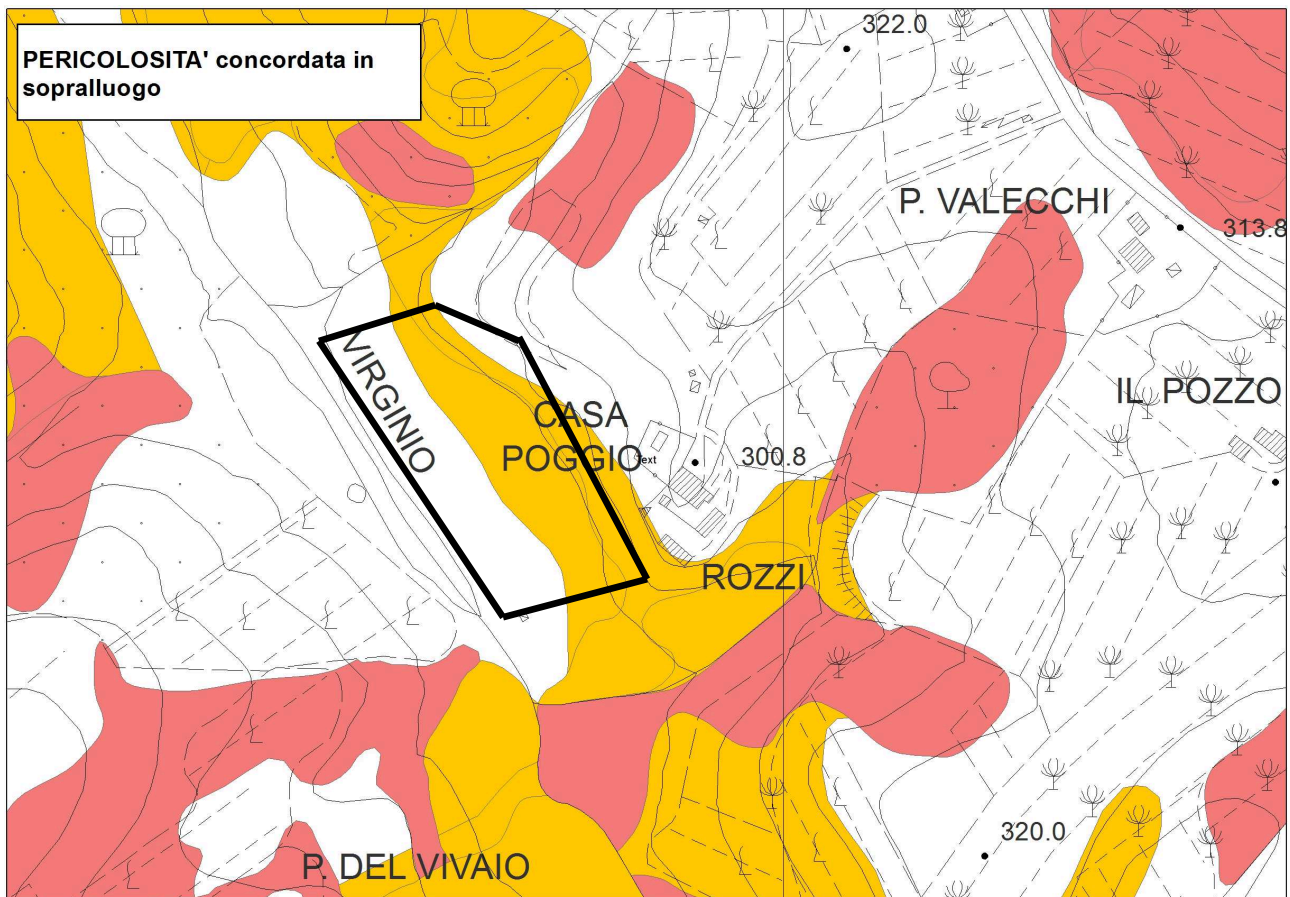 PERICOLOSITA' concordata in
sopralluogo
322.0
P. VALECCHI
313.8
VIRGINIO
IL POZZO
CASA
POGGIO
Text
300.8
ROZZI
320.0
P. DEL VIVAIO